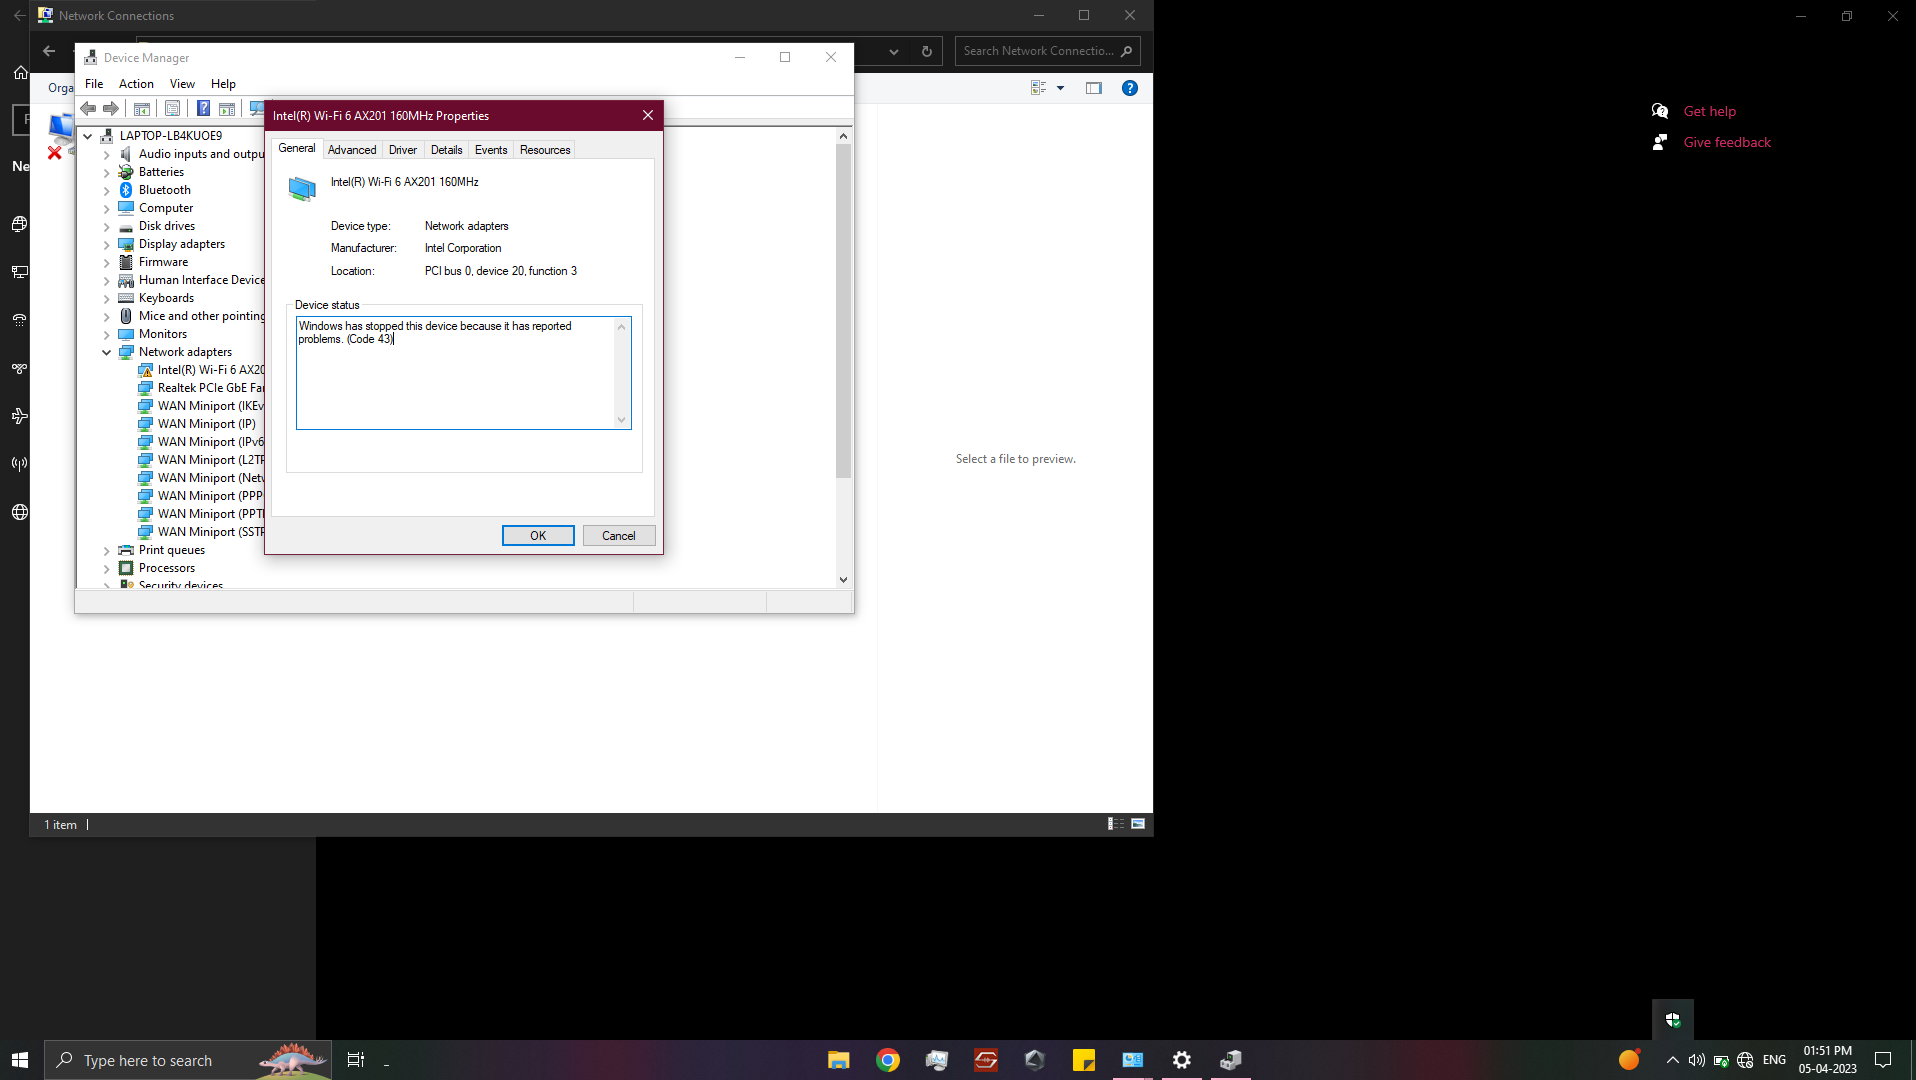 Network Connections
Search Network Connectio...
Orga
Device Manager
File Action View Help
Intel(R) Wi-Fi 6 AX201 160MHz Properties
General Advanced Driver Details Events Resources
Intel(R) Wi-Fi 6 AX201 160MHz
Device type: Network adapters
Manufacturer: Intel Corporation
Location: PCI bus 0, device 20, function 3
Device status
Windows has stopped this device because it has reported
problems. (Code 43)
OK Cancel
LAPTOP-LB4KUOE9
Audio inputs and outpu
Batteries
Bluetooth
Computer
Disk drives
Display adapters
Firmware
Human Interface Device
Keyboards
Mice and other pointing
Monitors
Network adapters
Intel(R) Wi-Fi 6 AX20
Realtek PCIe GbE Fa
WAN Miniport (IKEv
WAN Miniport (IP)
WAN Miniport (IPv6
WAN Miniport (L2TP
WAN Miniport (Netw
WAN Miniport (PPP
WAN Miniport (PPT
WAN Miniport (SSTP
Print queues
Processors
Security devices
Ne
Select a file to preview.
1 item
Get help
Give feedback
Type here to search
ENG
01:51 PM
05-04-2023